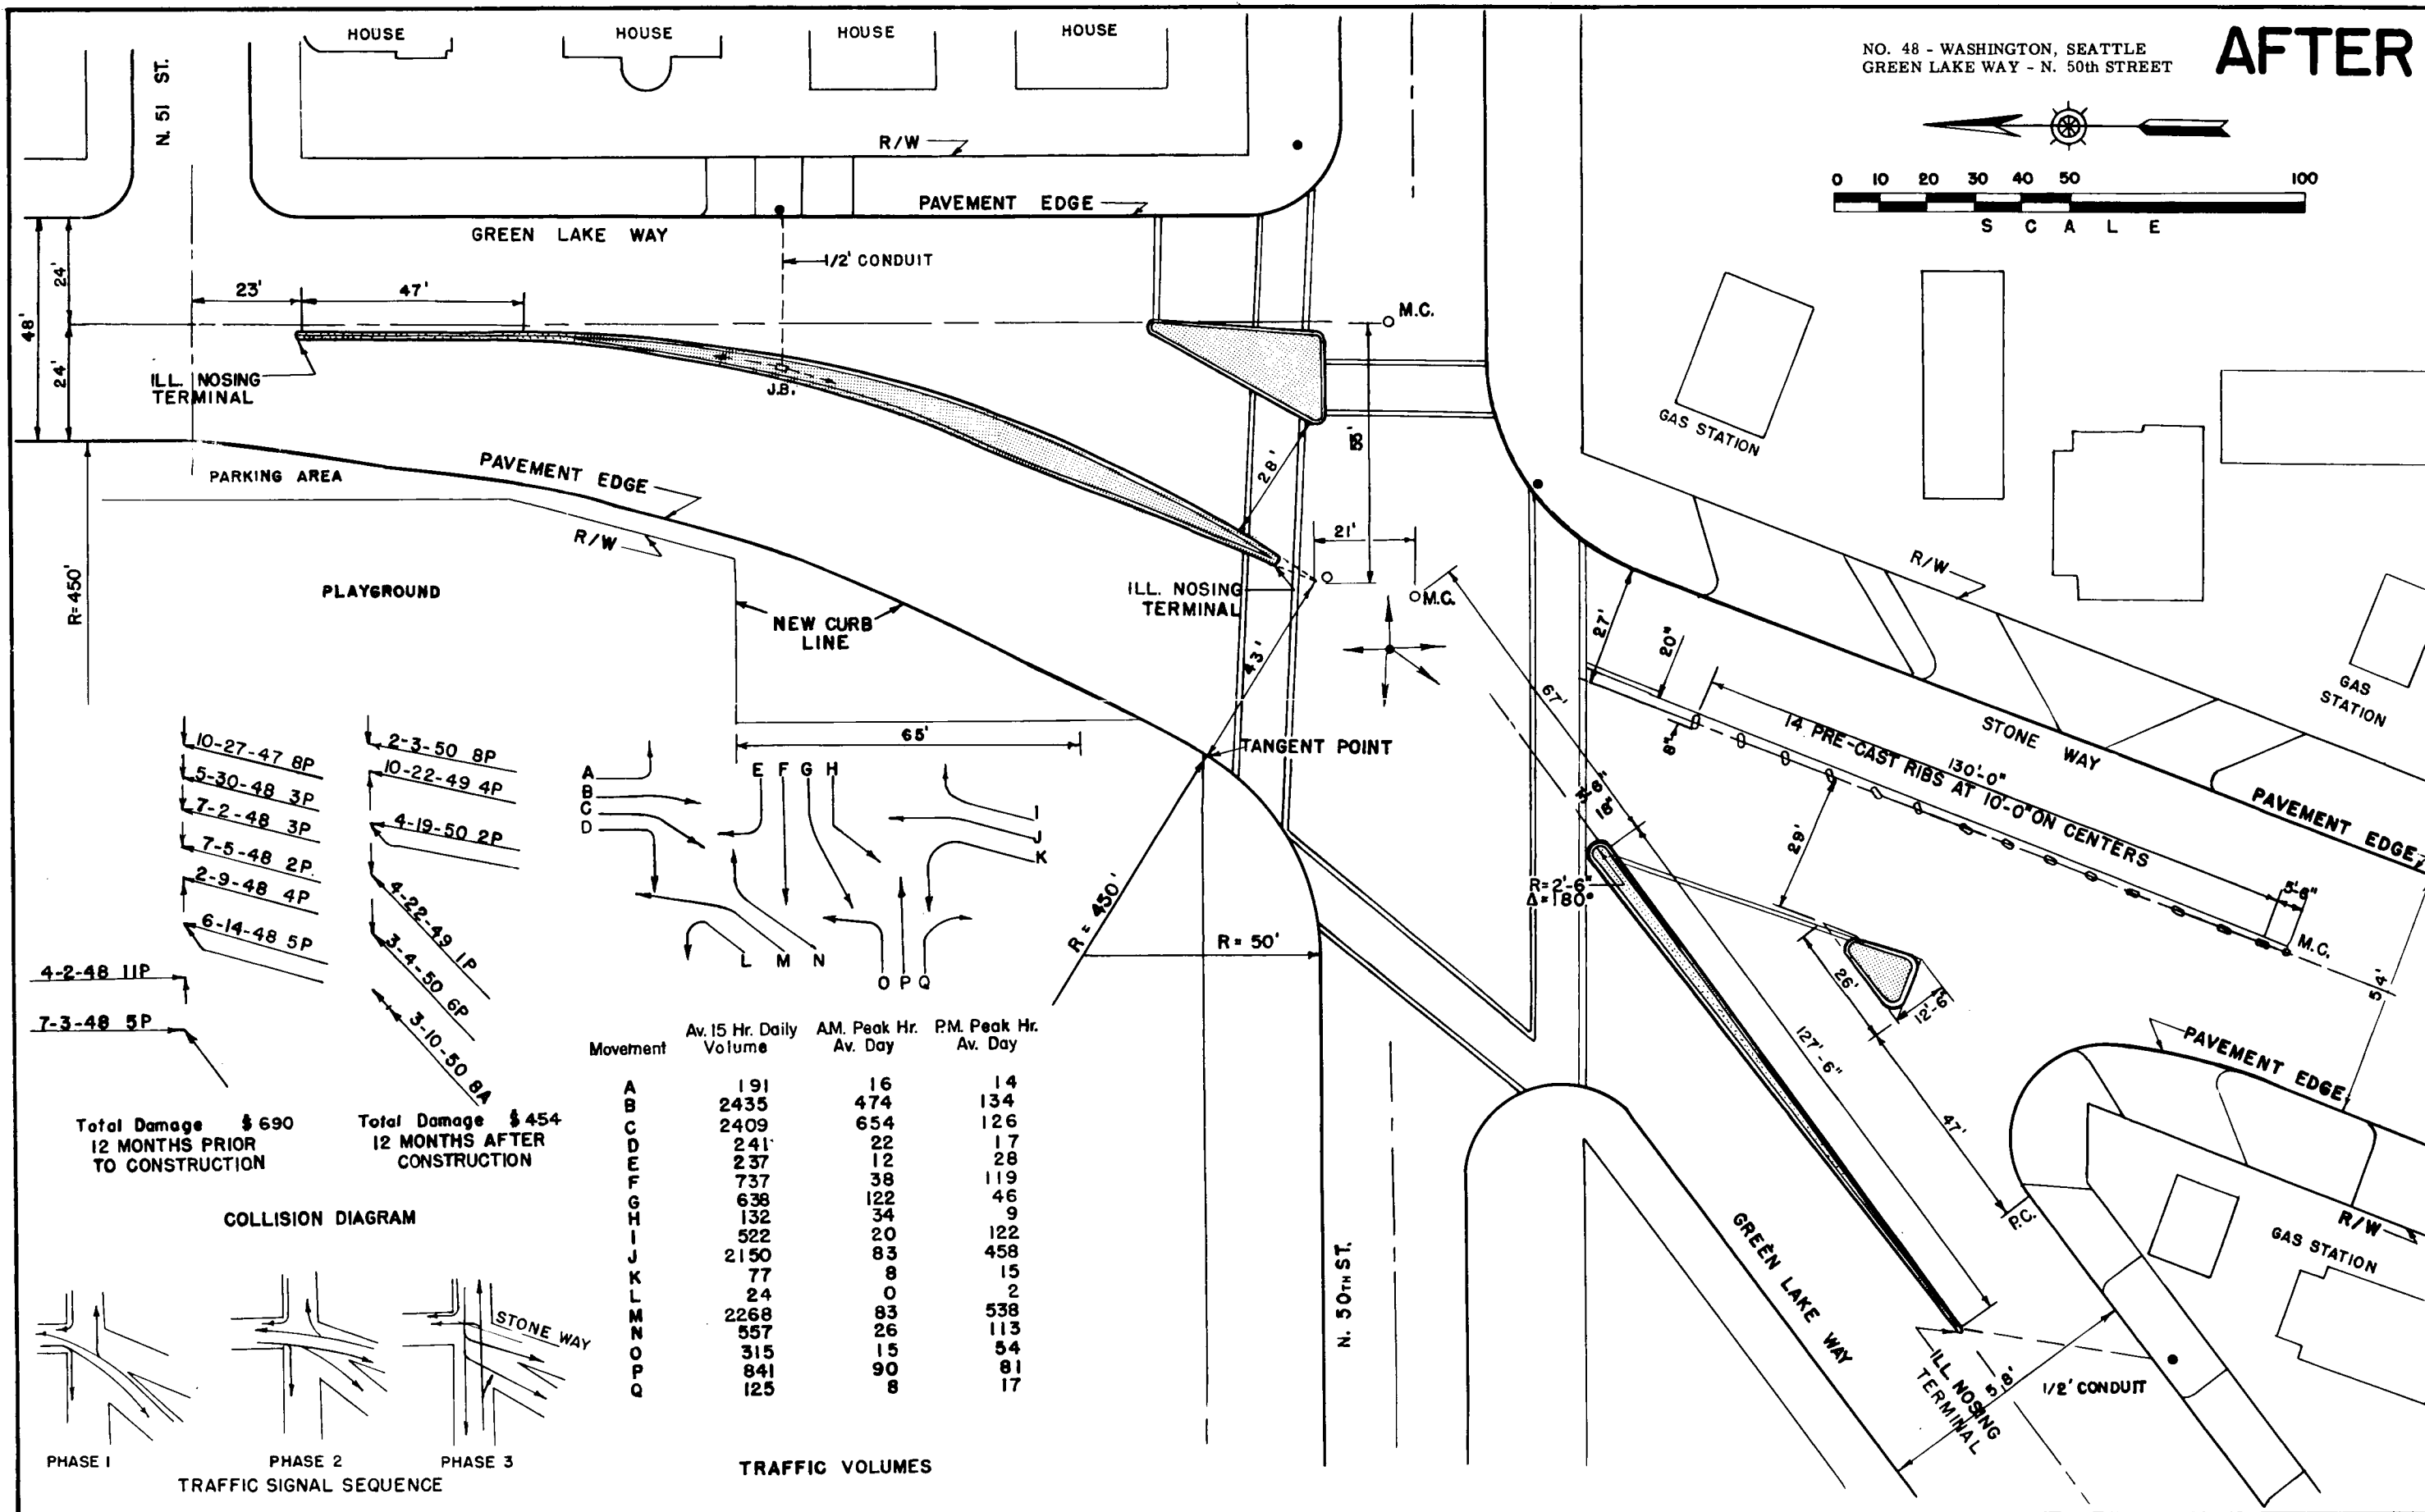 NO. 48 - WASHINGTON, SEATTLE
GREEN LAKE WAY - N. 50th STREET
AFTER
0 10 20 30 40 50 100
SCALE
HOUSE
HOUSE
HOUSE
HOUSE
N. 51 ST.
R/W
PAVEMENT EDGE
GREEN LAKE WAY
1/2' CONDUIT
24'
48'
24'
23'
47'
M.C.
ILL. NOSING
TERMINAL
J.B.
55'
28'
GAS STATION
PARKING AREA
PAVEMENT EDGE
R/W
21'
R=450'
PLAYGROUND
NEW CURB
LINE
ILL. NOSING
TERMINAL
M.C.
43'
R/W
27'
20"
67'
8"
14 PRE-CAST RIBS AT 10'-0" ON CENTERS
130'-0"
STONE WAY
GAS
STATION
PAVEMENT EDGE
65'
TANGENT POINT
18"
29'
R=2'-6"
Δ=180°
5'-6"
M.C.
54'
26'
12'-6"
127'-6"
47'
P.C.
PAVEMENT EDGE
R/W
GAS STATION
R = 450'
R = 50'
N. 50TH ST.
GREEN LAKE WAY
ILL. NOSING
TERMINAL
58'
1/2' CONDUIT
10-27-47 8P
5-30-48 3P
7-2-48 3P
7-5-48 2P.
2-9-48 4P
6-14-48 5P
4-2-48 11P
7-3-48 5P
Total Damage $690
12 MONTHS PRIOR
TO CONSTRUCTION
2-3-50 8P
10-22-49 4P
4-19-50 2P
4-22-49 1P
3-4-50 6P
3-10-50 8A
Total Damage $454
12 MONTHS AFTER
CONSTRUCTION
COLLISION DIAGRAM
A
B
C
D
E F G H
I
J
K
L M N
O P Q
Movement Av. 15 Hr. Daily Volume A.M. Peak Hr. Av. Day P.M. Peak Hr. Av. Day
A 191 16 14
B 2435 474 134
C 2409 654 126
D 241 22 17
E 237 12 28
F 737 38 119
G 638 122 46
H 132 34 9
I 522 20 122
J 2150 83 458
K 77 8 15
L 24 0 2
M 2268 83 538
N 557 26 113
O 315 15 54
P 841 90 81
Q 125 8 17
TRAFFIC VOLUMES
STONE WAY
PHASE 1
PHASE 2
PHASE 3
TRAFFIC SIGNAL SEQUENCE